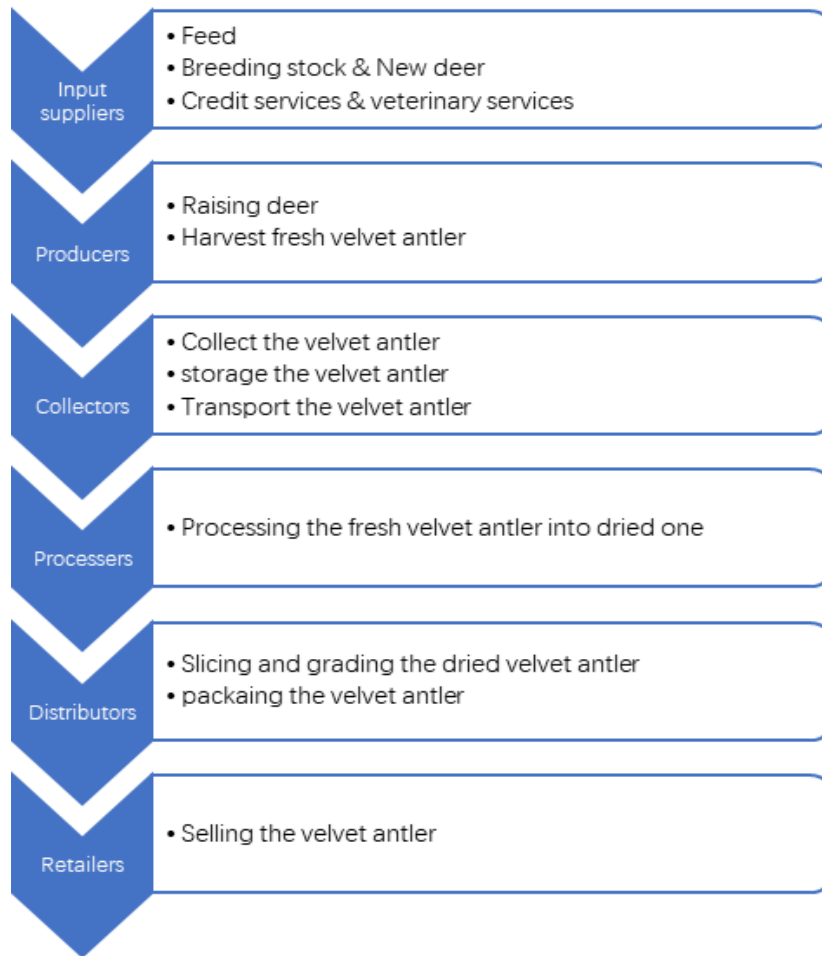 Input
suppliers
• Feed
• Breeding stock & New deer
• Credit services & veterinary services
Producers
• Raising deer
• Harvest fresh velvet antler
Collectors
• Collect the velvet antler
• storage the velvet antler
• Transport the velvet antler
Processers
• Processing the fresh velvet antler into dried one
Distributors
• Slicing and grading the dried velvet antler
• packaing the velvet antler
Retailers
• Selling the velvet antler